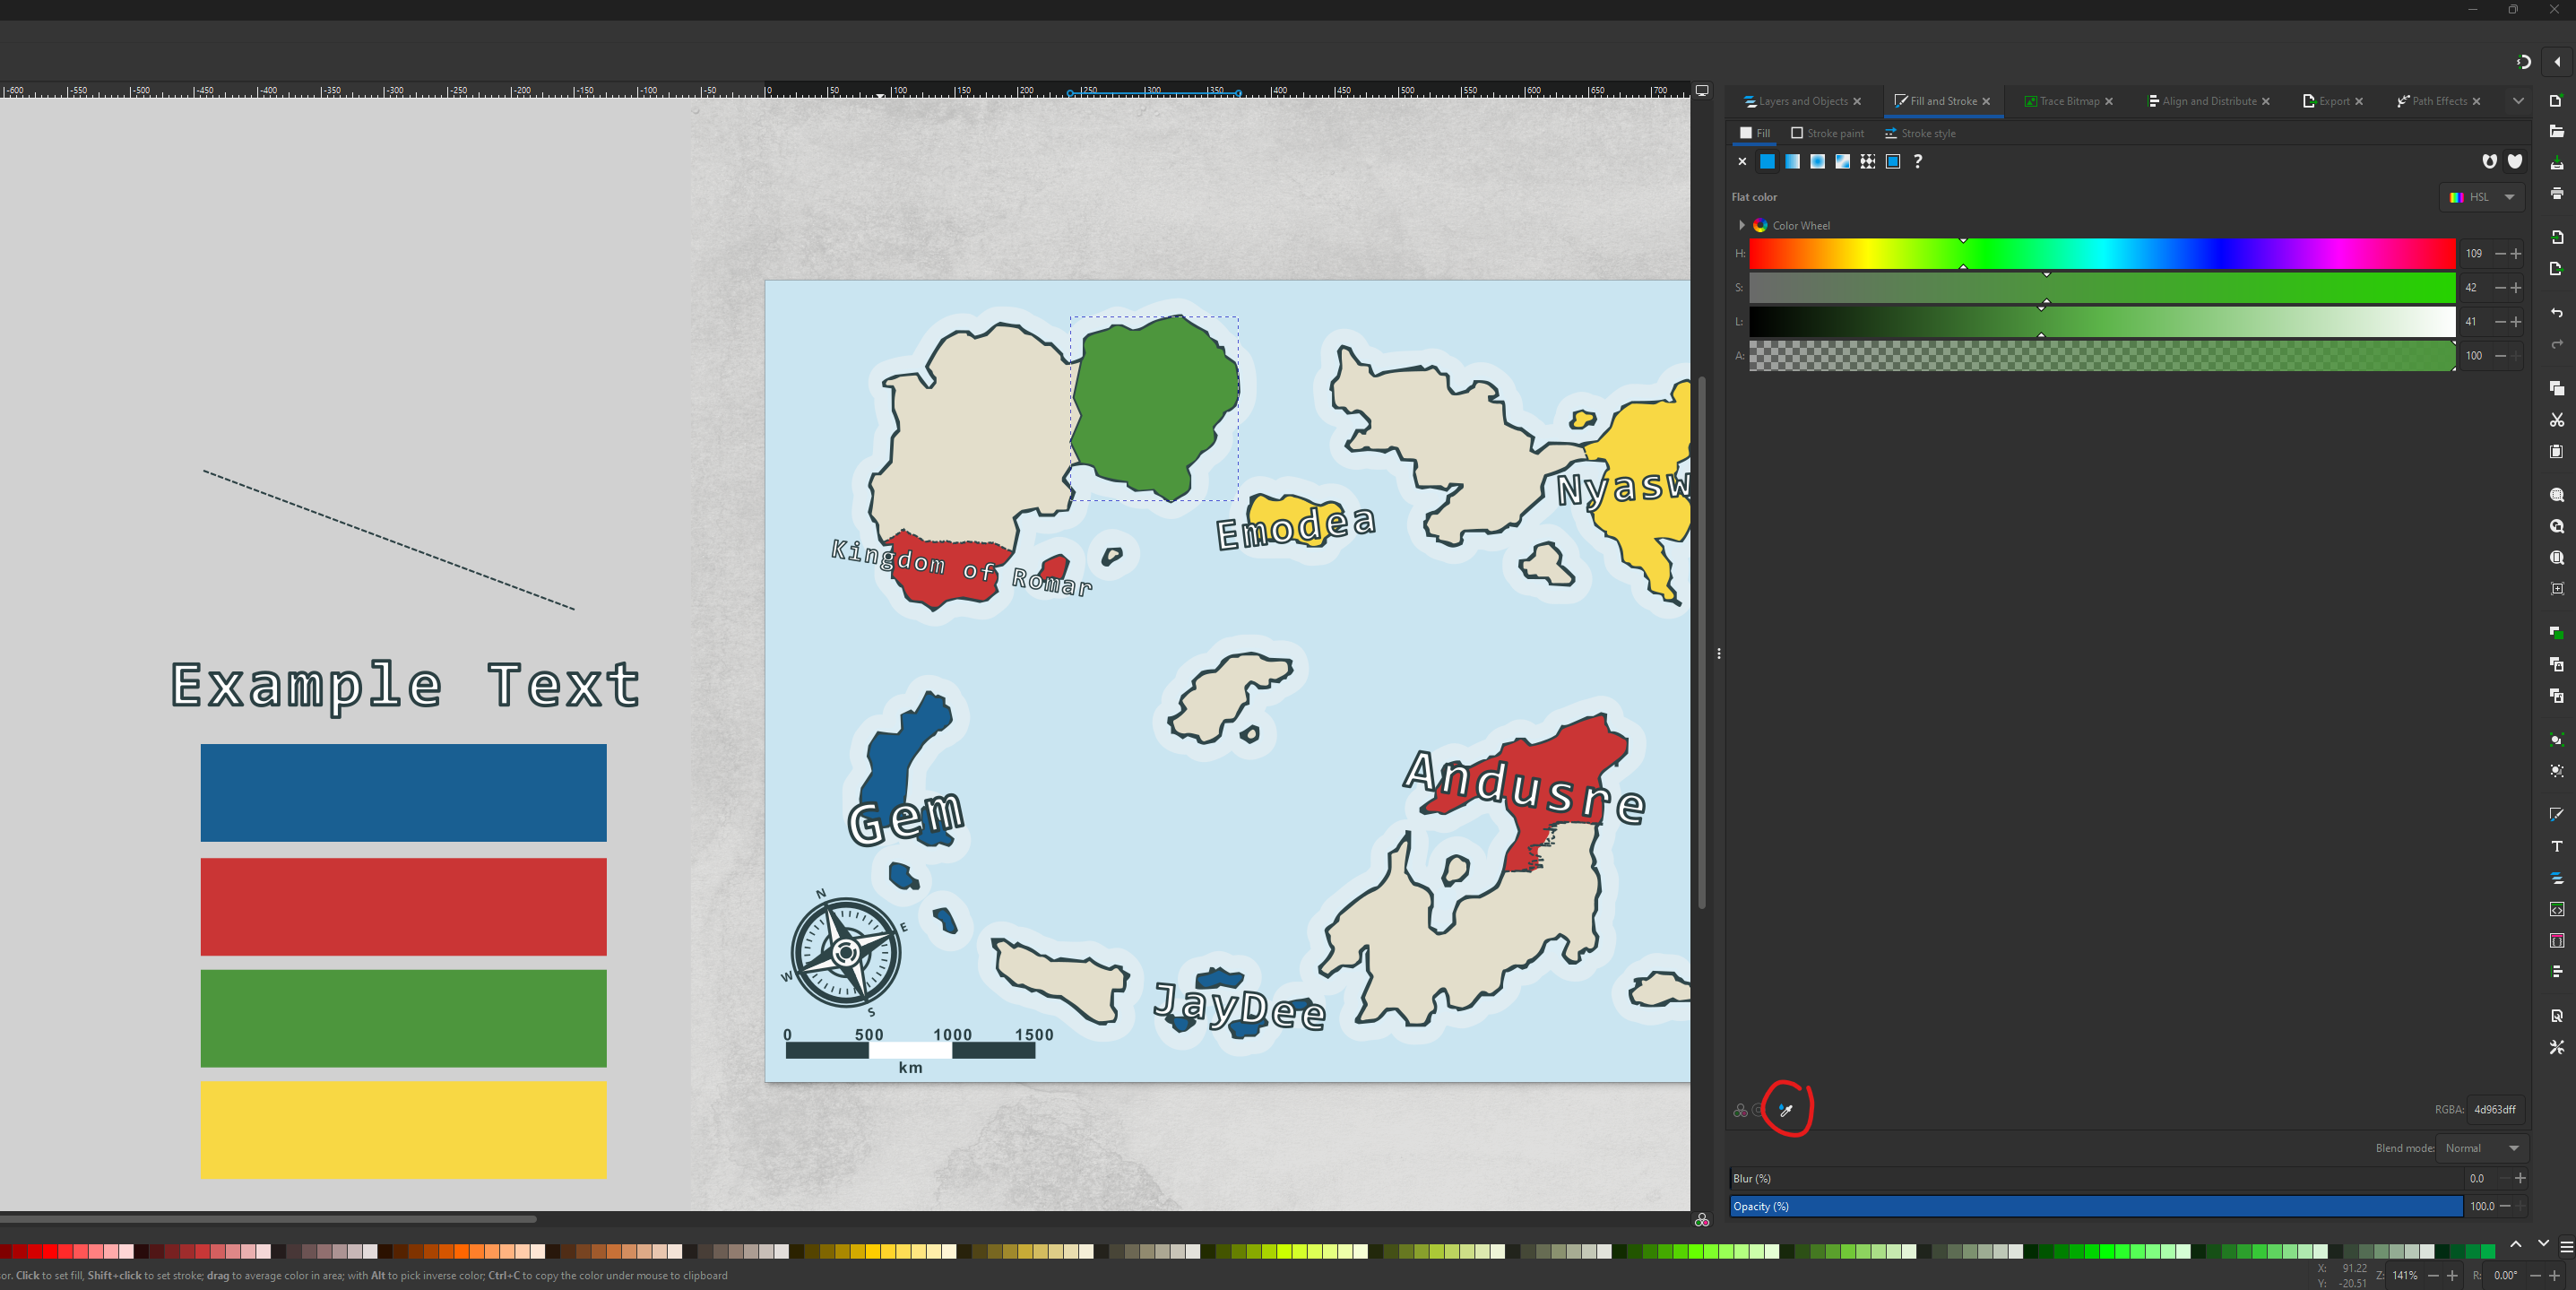 -600 -550 -500 -450 -400 -350 -300 -250 -200 -150 -100 -50 0 50 100 150 200 250 300 350 400 450 500 550 600 650 700
Layers and Objects Fill and Stroke Trace Bitmap Align and Distribute Export Path Effects
Fill Stroke paint Stroke style
?
Flat color HSL
Color Wheel
H: 109
S: 42
L: 41
A: 100
Nyasw
Emodea
Kingdom of Romar
Example Text
Andusre
Gem
N
E
W
S
JayDee
0 500 1000 1500
km
RGBA: 4d963dff
Blend mode: Normal
Blur (%) 0.0
Opacity (%) 100.0
or. Click to set fill, Shift+click to set stroke; drag to average color in area; with Alt to pick inverse color; Ctrl+C to copy the color under mouse to clipboard
X: 91.22
Y: -20.51
Z: 141% R: 0.00°